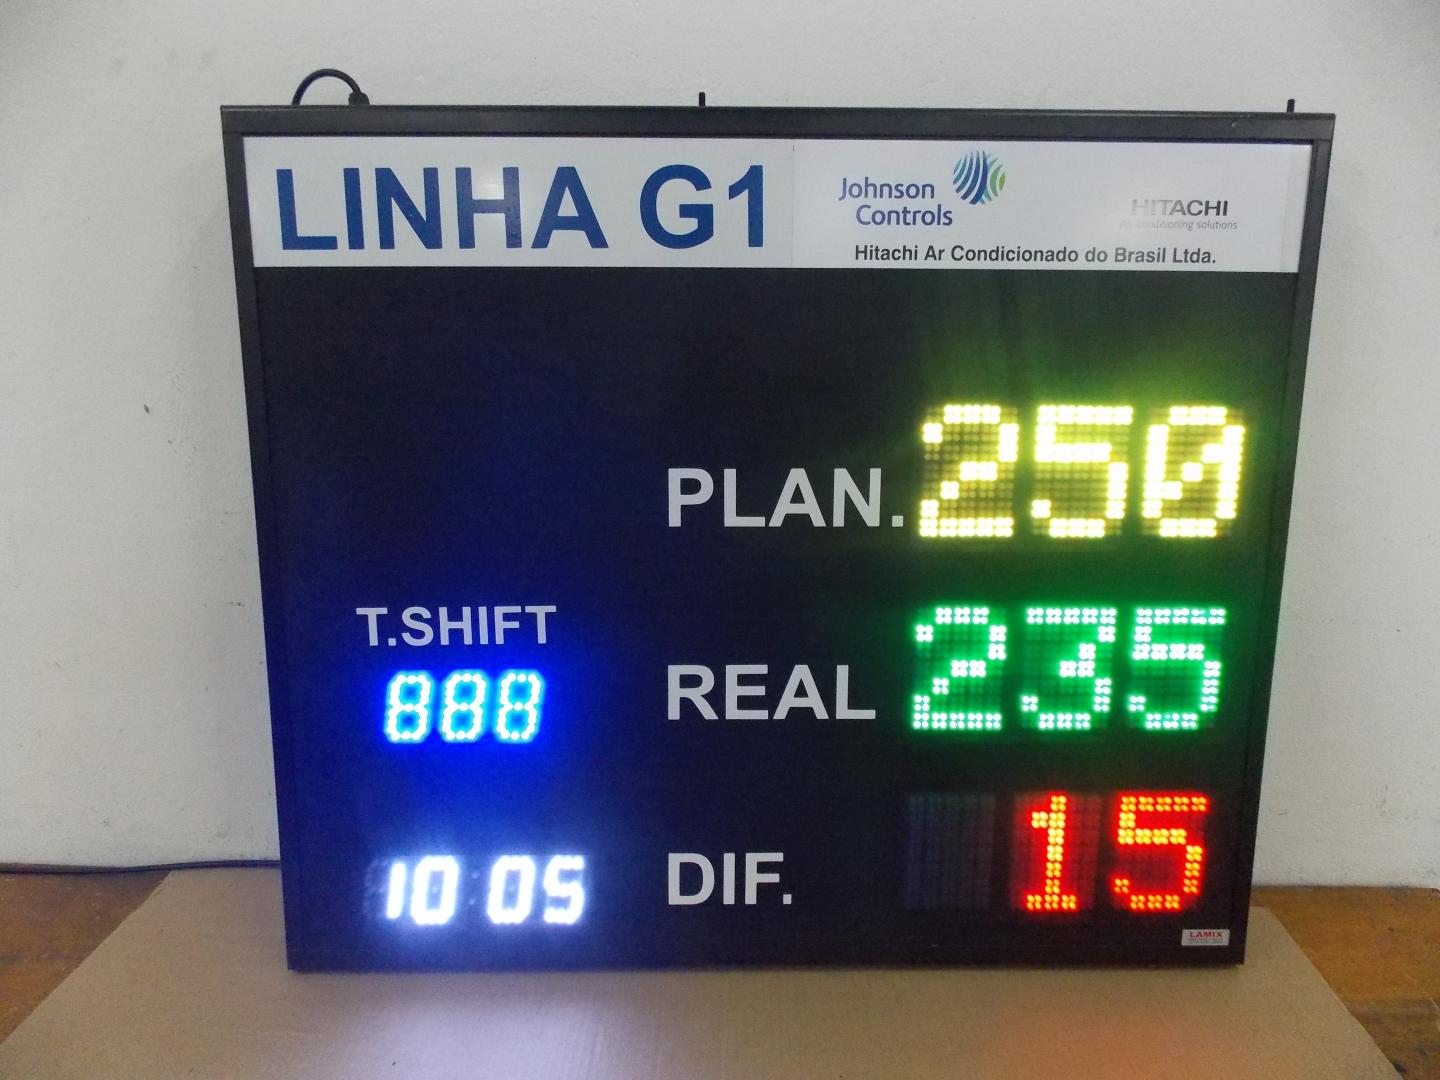 LINHA G1
Johnson
Controls
HITACHI
air conditioning solutions
Hitachi Ar Condicionado do Brasil Ltda.
PLAN. 250
T.SHIFT
888
REAL 235
10 05
DIF. 15
LAMIX